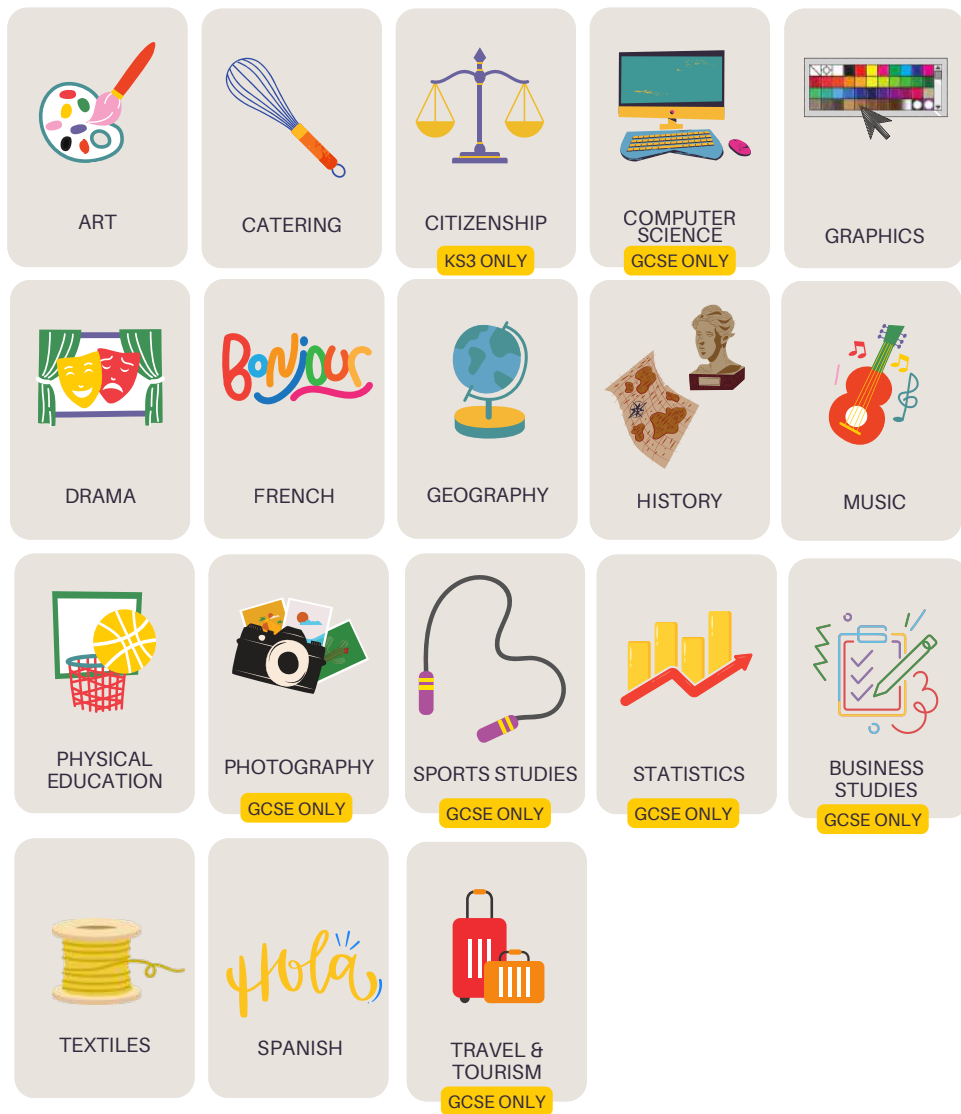 ART
CATERING
CITIZENSHIP
KS3 ONLY
COMPUTER
SCIENCE
GCSE ONLY
GRAPHICS
DRAMA
Bonjour
FRENCH
GEOGRAPHY
HISTORY
MUSIC
PHYSICAL
EDUCATION
PHOTOGRAPHY
GCSE ONLY
SPORTS STUDIES
GCSE ONLY
STATISTICS
GCSE ONLY
BUSINESS
STUDIES
GCSE ONLY
TEXTILES
Hola
SPANISH
TRAVEL &
TOURISM
GCSE ONLY